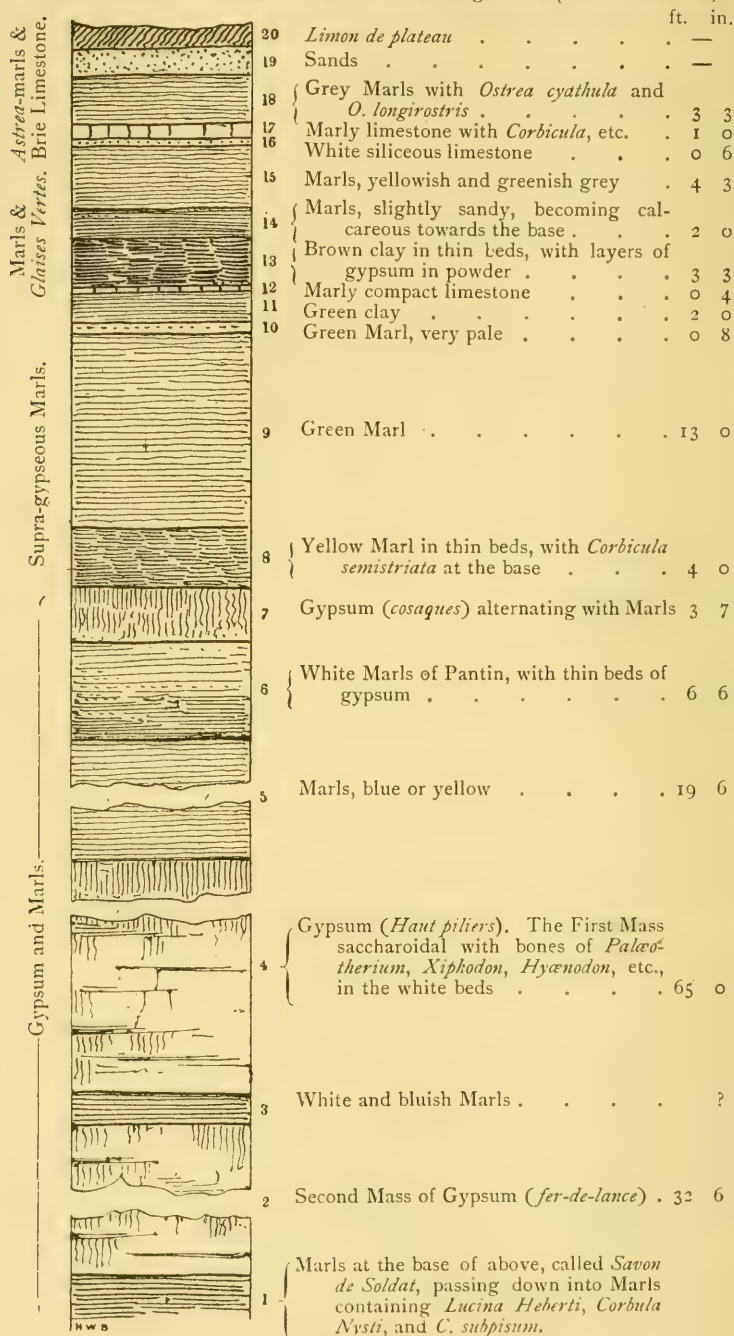 ft. in.
20 Limon de plateau . . . . . —
19 Sands . . . . . . —
18 { Grey Marls with Ostrea cyathula and
O. longirostris . . . . . 3 3
17 Marly limestone with Corbicula, etc. . 1 0
16 White siliceous limestone . . . 0 6
15 Marls, yellowish and greenish grey . 4 3
14 { Marls, slightly sandy, becoming cal-
careous towards the base . . . 2 0
13 { Brown clay in thin beds, with layers of
gypsum in powder . . . . 3 3
12 Marly compact limestone . . . 0 4
11 Green clay . . . . . 2 0
10 Green Marl, very pale . . . . 0 8
9 Green Marl . . . . . . 13 0
8 { Yellow Marl in thin beds, with Corbicula
semistriata at the base . . . 4 0
7 Gypsum (cosaques) alternating with Marls 3 7
6 { White Marls of Pantin, with thin beds of
gypsum . . . . . . 6 6
5 Marls, blue or yellow . . . . 19 6
4 { Gypsum (Haut piliers). The First Mass
saccharoidal with bones of Palæo-
therium, Xiphodon, Hyænodon, etc.,
in the white beds . . . . 65 0
3 White and bluish Marls . . . . ?
2 Second Mass of Gypsum (fer-de-lance) . 32 6
1 { Marls at the base of above, called Savon
de Soldat, passing down into Marls
containing Lucina Heberti, Corbula
Nysti, and C. subpisum.
Astrea-marls &
Brie Limestone.
Marls &
Glaises Vertes.
Supra-gypseous Marls.
Gypsum and Marls.
HWB